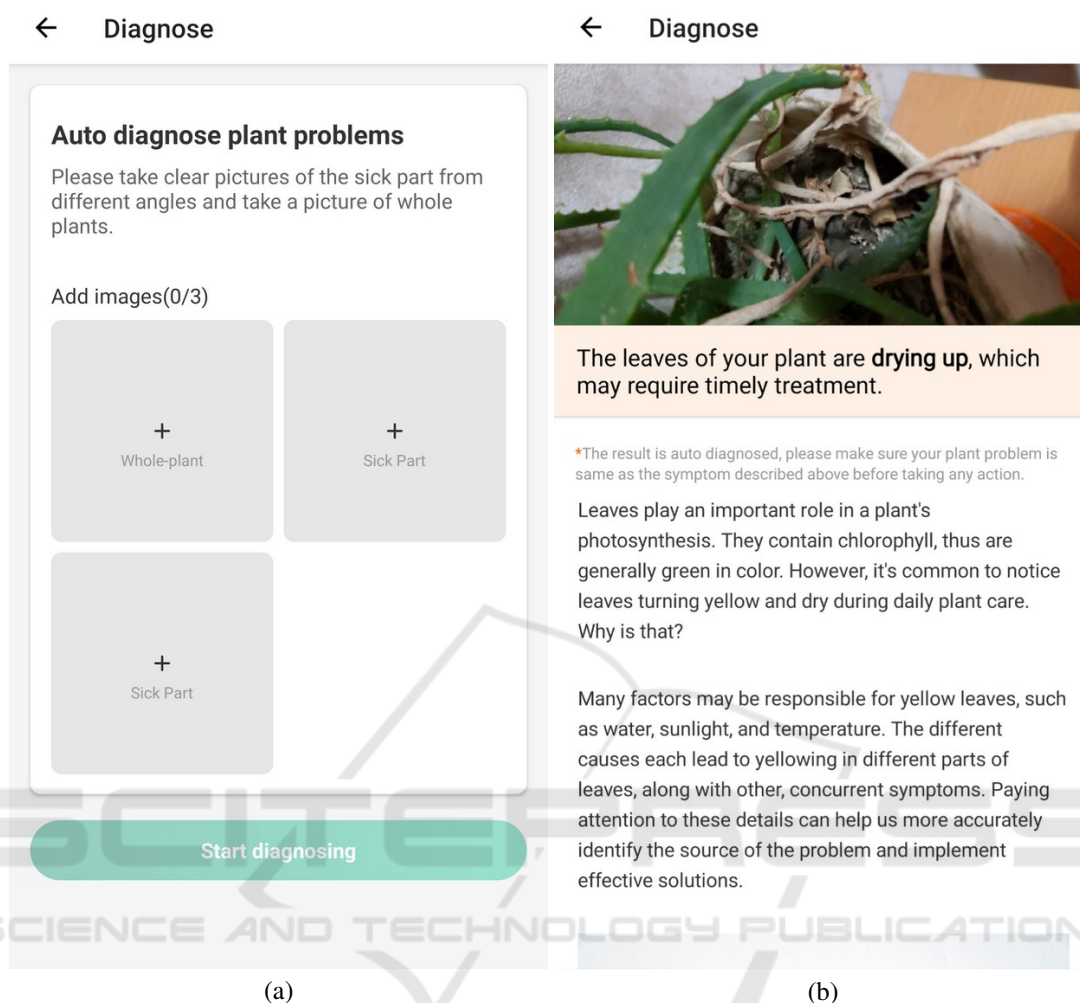 Diagnose
Auto diagnose plant problems
Please take clear pictures of the sick part from
different angles and take a picture of whole
plants.
Add images(0/3)
+
Whole-plant
+
Sick Part
+
Sick Part
Start diagnosing
(a)
Diagnose
The leaves of your plant are drying up, which
may require timely treatment.
*The result is auto diagnosed, please make sure your plant problem is
same as the symptom described above before taking any action.
Leaves play an important role in a plant's
photosynthesis. They contain chlorophyll, thus are
generally green in color. However, it's common to notice
leaves turning yellow and dry during daily plant care.
Why is that?
Many factors may be responsible for yellow leaves, such
as water, sunlight, and temperature. The different
causes each lead to yellowing in different parts of
leaves, along with other, concurrent symptoms. Paying
attention to these details can help us more accurately
identify the source of the problem and implement
effective solutions.
(b)
SCITEPRESS
SCIENCE AND TECHNOLOGY PUBLICATION